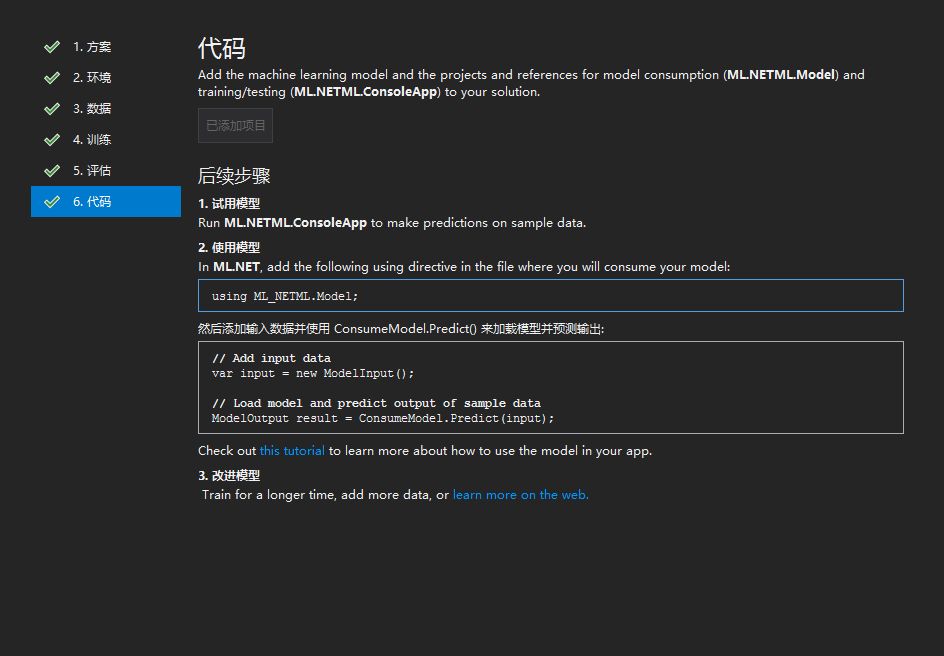 1. 方案
2. 环境
3. 数据
4. 训练
5. 评估
6. 代码
代码
Add the machine learning model and the projects and references for model consumption (ML.NETML.Model) and
training/testing (ML.NETML.ConsoleApp) to your solution.
已添加项目
后续步骤
1. 试用模型
Run ML.NETML.ConsoleApp to make predictions on sample data.
2. 使用模型
In ML.NET, add the following using directive in the file where you will consume your model:
using ML_NETML.Model;
然后添加输入数据并使用 ConsumeModel.Predict() 来加载模型并预测输出:
// Add input data
var input = new ModelInput();
// Load model and predict output of sample data
ModelOutput result = ConsumeModel.Predict(input);
Check out this tutorial to learn more about how to use the model in your app.
3. 改进模型
Train for a longer time, add more data, or learn more on the web.